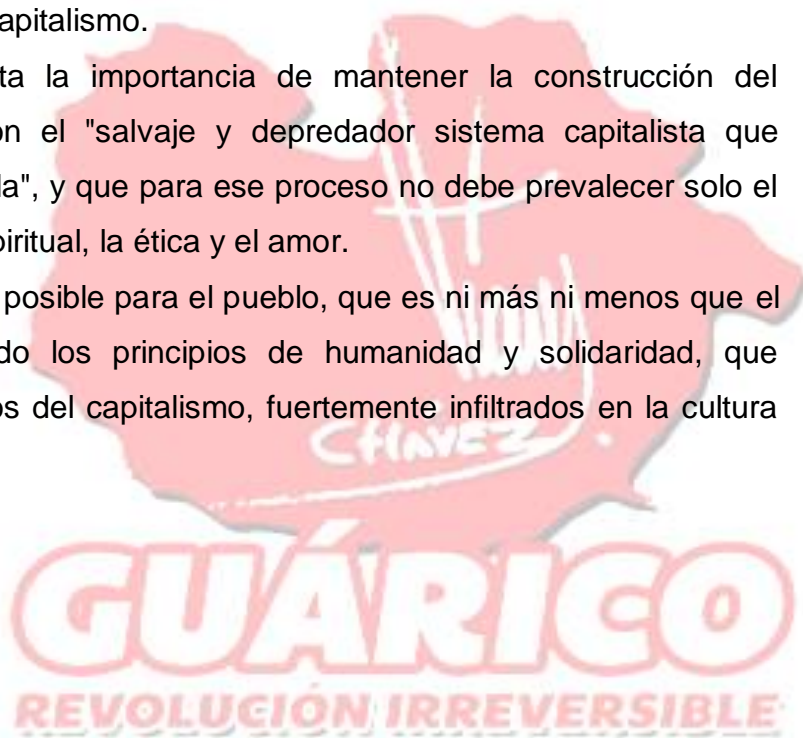 apitalismo.
ta la importancia de mantener la construcción del
on el "salvaje y depredador sistema capitalista que
la", y que para ese proceso no debe prevalecer solo el
piritual, la ética y el amor.
posible para el pueblo, que es ni más ni menos que el
do los principios de humanidad y solidaridad, que
os del capitalismo, fuertemente infiltrados en la cultura
CHAVEZ
GUÁRICO
REVOLUCIÓN IRREVERSIBLE